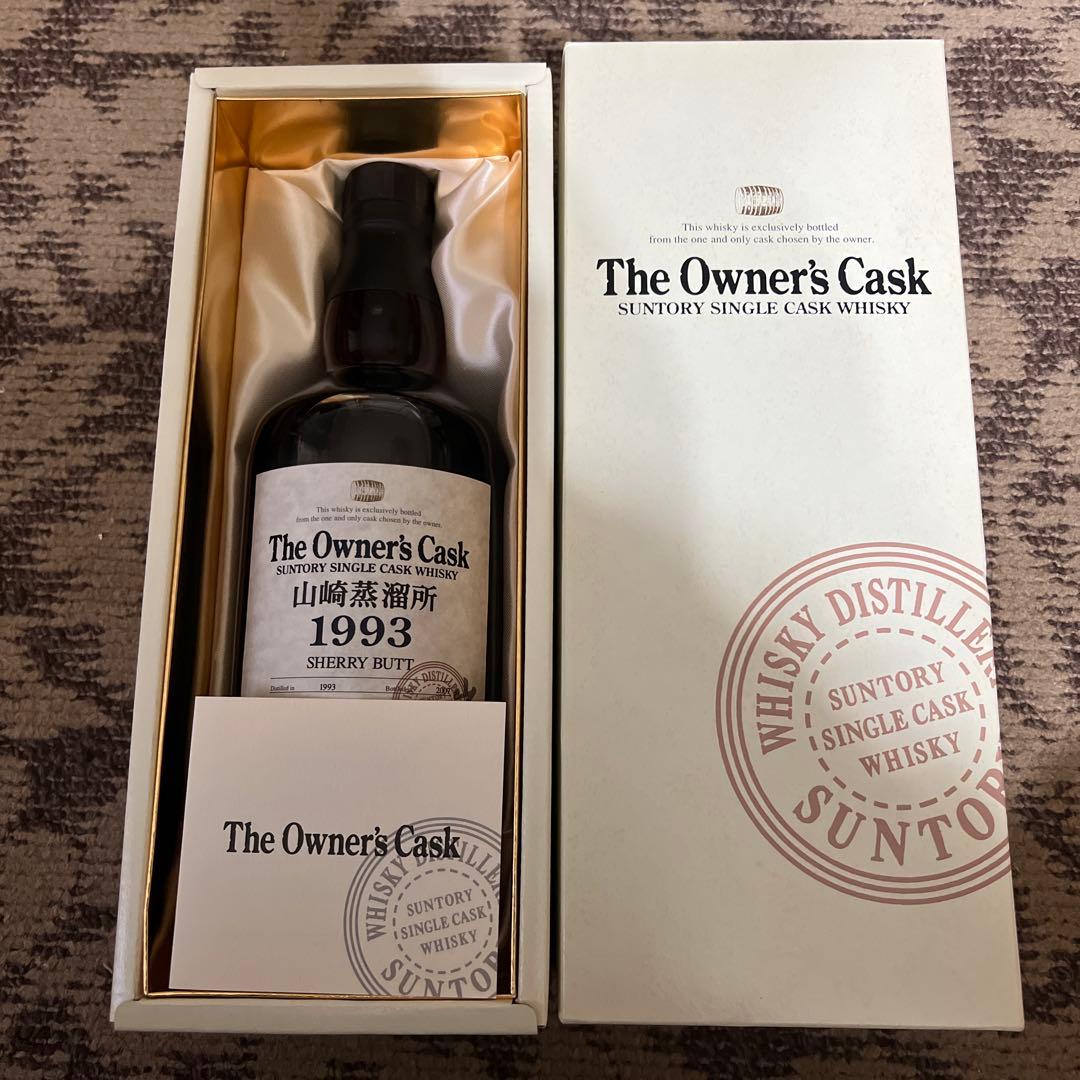 This whisky is exclusively bottled
from the one and only cask chosen by the owner.
The Owner's Cask
SUNTORY SINGLE CASK WHISKY
山崎蒸溜所
1993
SHERRY BUTT
Distilled in 1993
WHISKY DISTILLE
The Owner's Cask
WHISKY DISTILLE
SUNTORY
SINGLE CASK
WHISKY
SUNTO
This whisky is exclusively bottled
from the one and only cask chosen by the owner.
The Owner's Cask
SUNTORY SINGLE CASK WHISKY
WHISKY DISTILLER
SUNTORY
SINGLE CASK
WHISKY
SUNTO